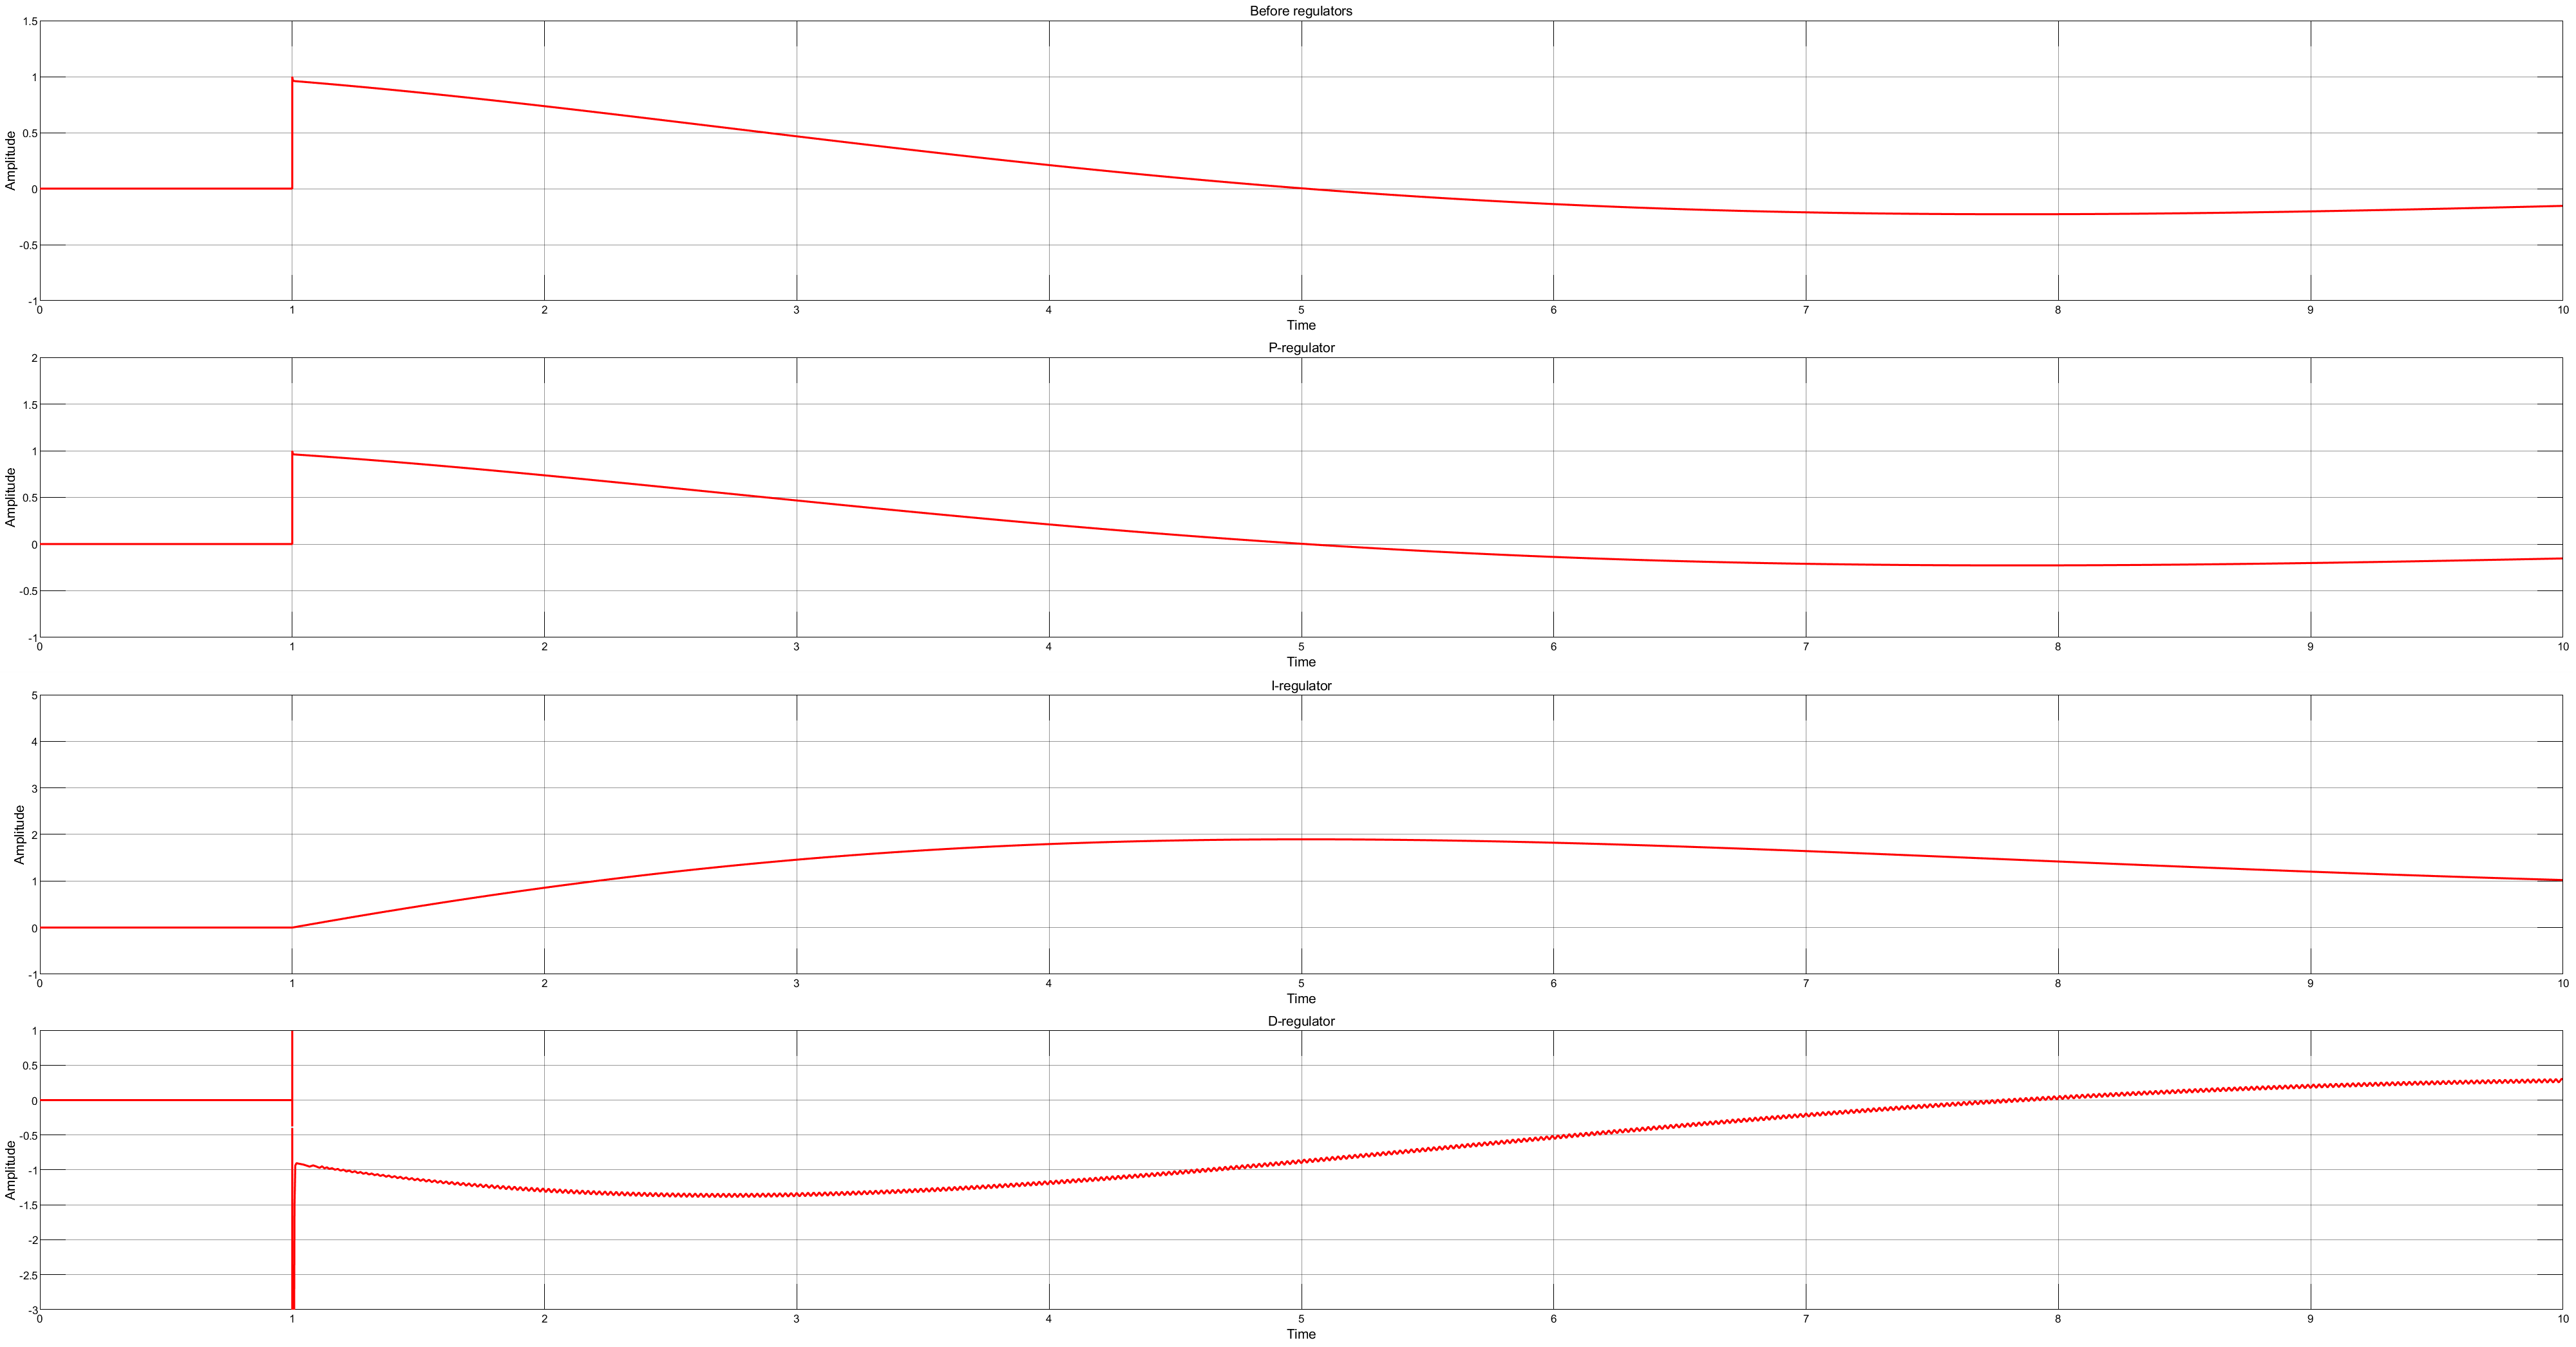 Before regulators
1.5
1
0.5
0
-0.5
-1
Amplitude
0 1 2 3 4 5 6 7 8 9 10
Time
P-regulator
2
1.5
1
0.5
0
-0.5
-1
Amplitude
0 1 2 3 4 5 6 7 8 9 10
Time
I-regulator
5
4
3
2
1
0
-1
Amplitude
0 1 2 3 4 5 6 7 8 9 10
Time
D-regulator
1
0.5
0
-0.5
-1
-1.5
-2
-2.5
-3
Amplitude
0 1 2 3 4 5 6 7 8 9 10
Time